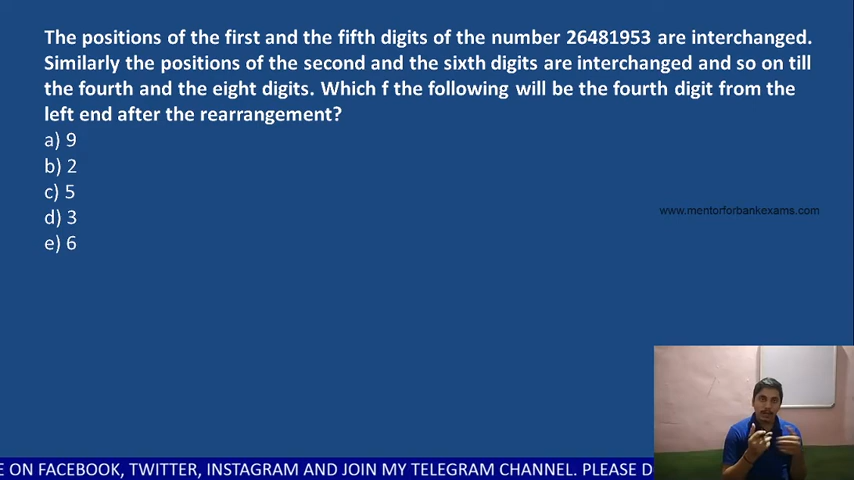 The positions of the first and the fifth digits of the number 26481953 are interchanged.
Similarly the positions of the second and the sixth digits are interchanged and so on till
the fourth and the eight digits. Which f the following will be the fourth digit from the
left end after the rearrangement?
a) 9
b) 2
c) 5
d) 3
e) 6
www.mentorforbankexams.com
E ON FACEBOOK, TWITTER, INSTAGRAM AND JOIN MY TELEGRAM CHANNEL. PLEASE D